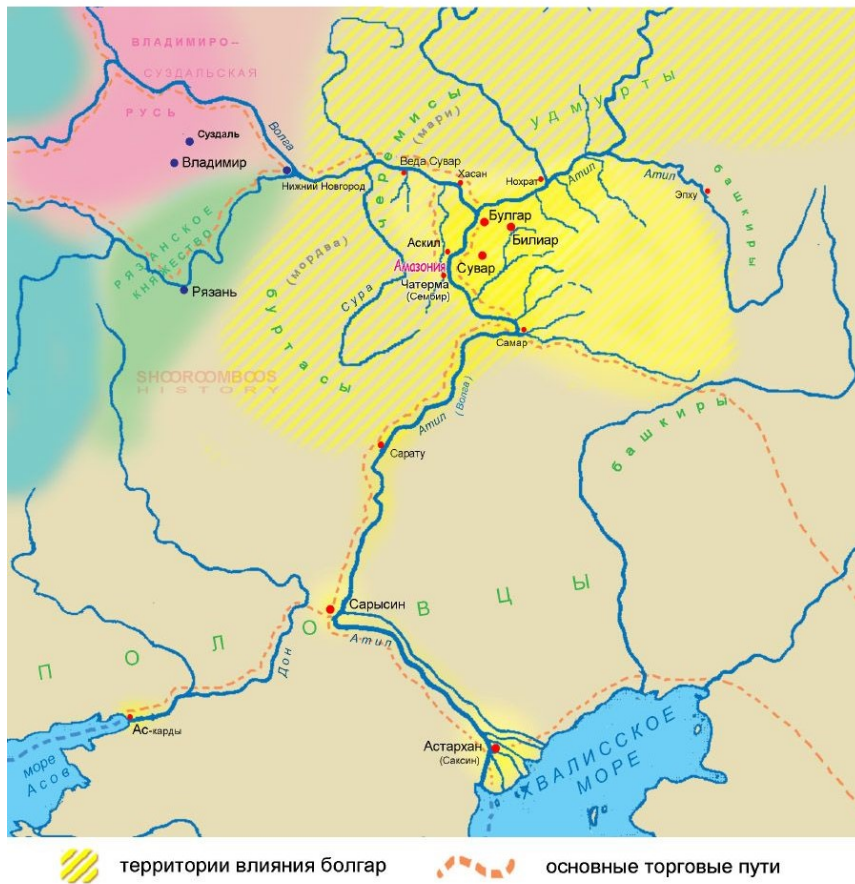 ВЛАДИМИРО-
СУЗДАЛЬСКАЯ
РУСЬ
Суздаль
Владимир
Волга
Нижний Новгород
черемисы
(мари)
удмурты
Веда Сувар
Хасан
Нохрат
Атил
Атил
Эпху
башкиры
Булгар
Билиар
Аскил
Амазония
Сувар
Чатерма
(Сембир)
РЯЗАНСКОЕ
КНЯЖЕСТВО
Рязань
(мордва)
буртасы
Сура
Самар
SHOOROOMBOOS
HISTORY
Атил
(Волга)
башкиры
Сарату
Сарысин
ПОЛОВЦЫ
Атил
Дон
Ас-карды
море
Асов
Астархан
(Саксин)
ХВАЛИССКОЕ
МОРЕ
территории влияния болгар
основные торговые пути